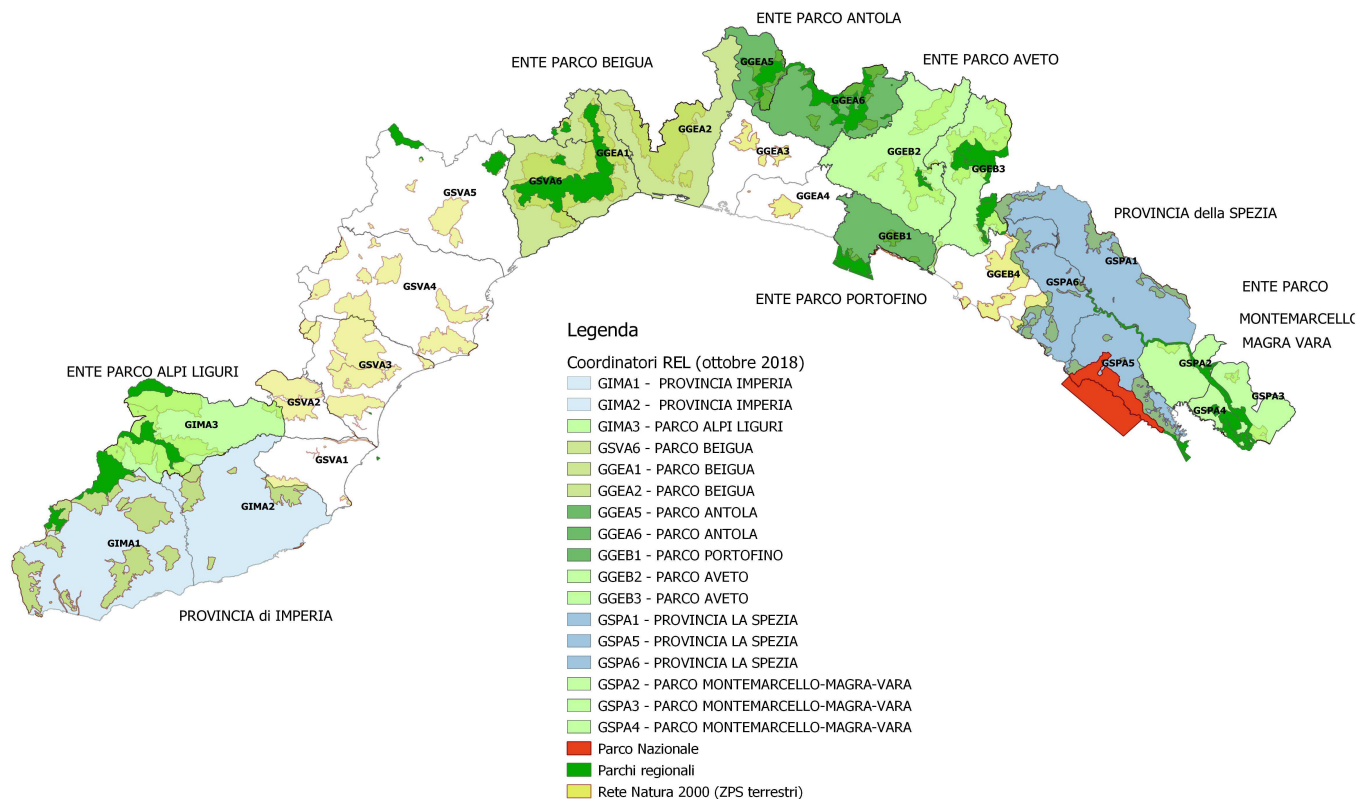 ENTE PARCO ANTOLA
ENTE PARCO BEIGUA
ENTE PARCO AVETO
GGEA5
GGEA6
GGEA2
GGEA3
GGEB2
GGEA1
GGEB3
GSVA6
GSVA5
GGEA4
PROVINCIA della SPEZIA
GGEB1
GSPA1
GGEB4
GSPA6
GSVA4
ENTE PARCO
MONTEMARCELLO
MAGRA VARA
ENTE PARCO PORTOFINO
GSVA3
GSPA5
GSPA2
GSPA3
GSPA4
ENTE PARCO ALPI LIGURI
GSVA2
GIMA3
GSVA1
GIMA2
GIMA1
PROVINCIA di IMPERIA
Legenda
Coordinatori REL (ottobre 2018)
GIMA1 - PROVINCIA IMPERIA
GIMA2 - PROVINCIA IMPERIA
GIMA3 - PARCO ALPI LIGURI
GSVA6 - PARCO BEIGUA
GGEA1 - PARCO BEIGUA
GGEA2 - PARCO BEIGUA
GGEA5 - PARCO ANTOLA
GGEA6 - PARCO ANTOLA
GGEB1 - PARCO PORTOFINO
GGEB2 - PARCO AVETO
GGEB3 - PARCO AVETO
GSPA1 - PROVINCIA LA SPEZIA
GSPA5 - PROVINCIA LA SPEZIA
GSPA6 - PROVINCIA LA SPEZIA
GSPA2 - PARCO MONTEMARCELLO-MAGRA-VARA
GSPA3 - PARCO MONTEMARCELLO-MAGRA-VARA
GSPA4 - PARCO MONTEMARCELLO-MAGRA-VARA
Parco Nazionale
Parchi regionali
Rete Natura 2000 (ZPS terrestri)